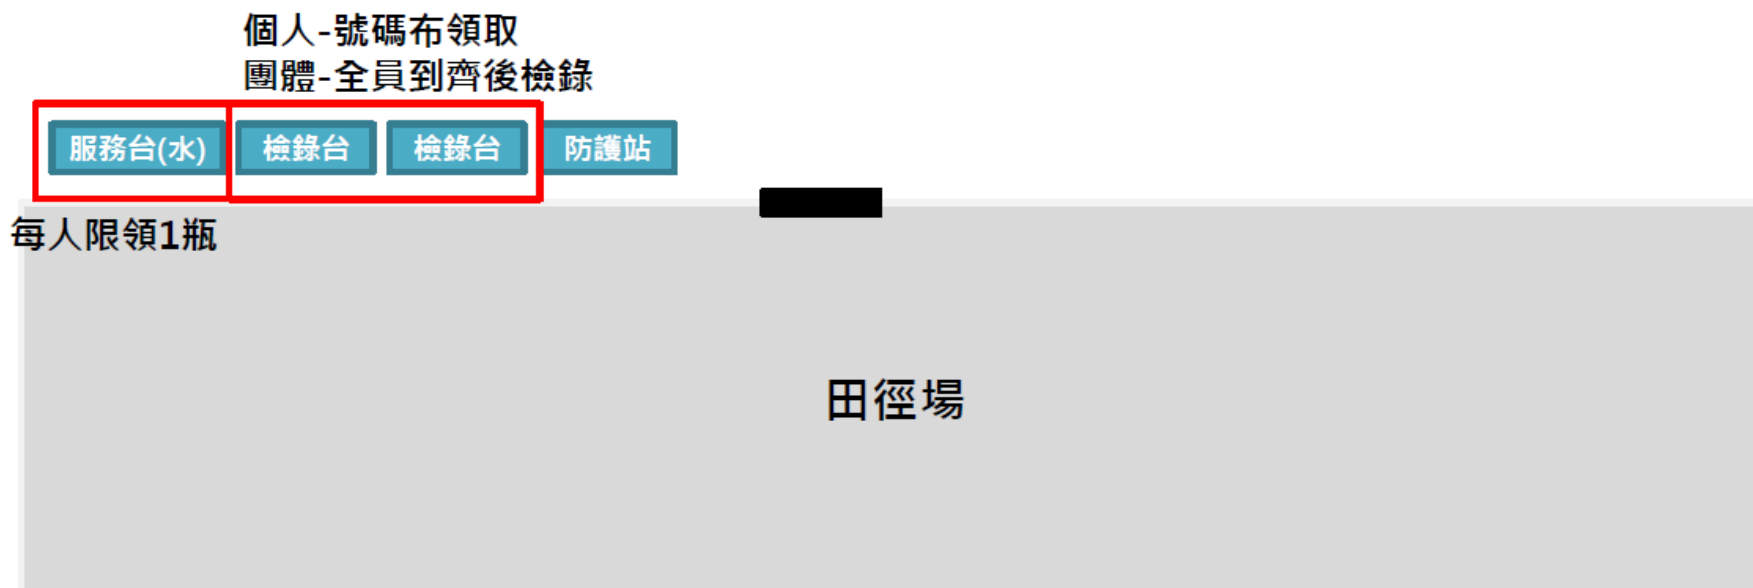 個人-號碼布領取
團體-全員到齊後檢錄
服務台(水) 檢錄台 檢錄台 防護站
每人限領1瓶
田徑場